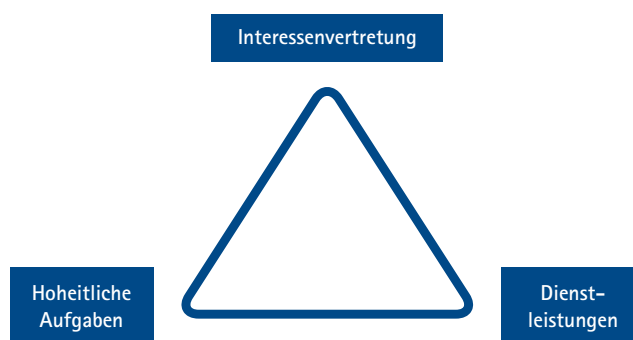 Interessenvertretung
Hoheitliche
Aufgaben
Dienst-
leistungen